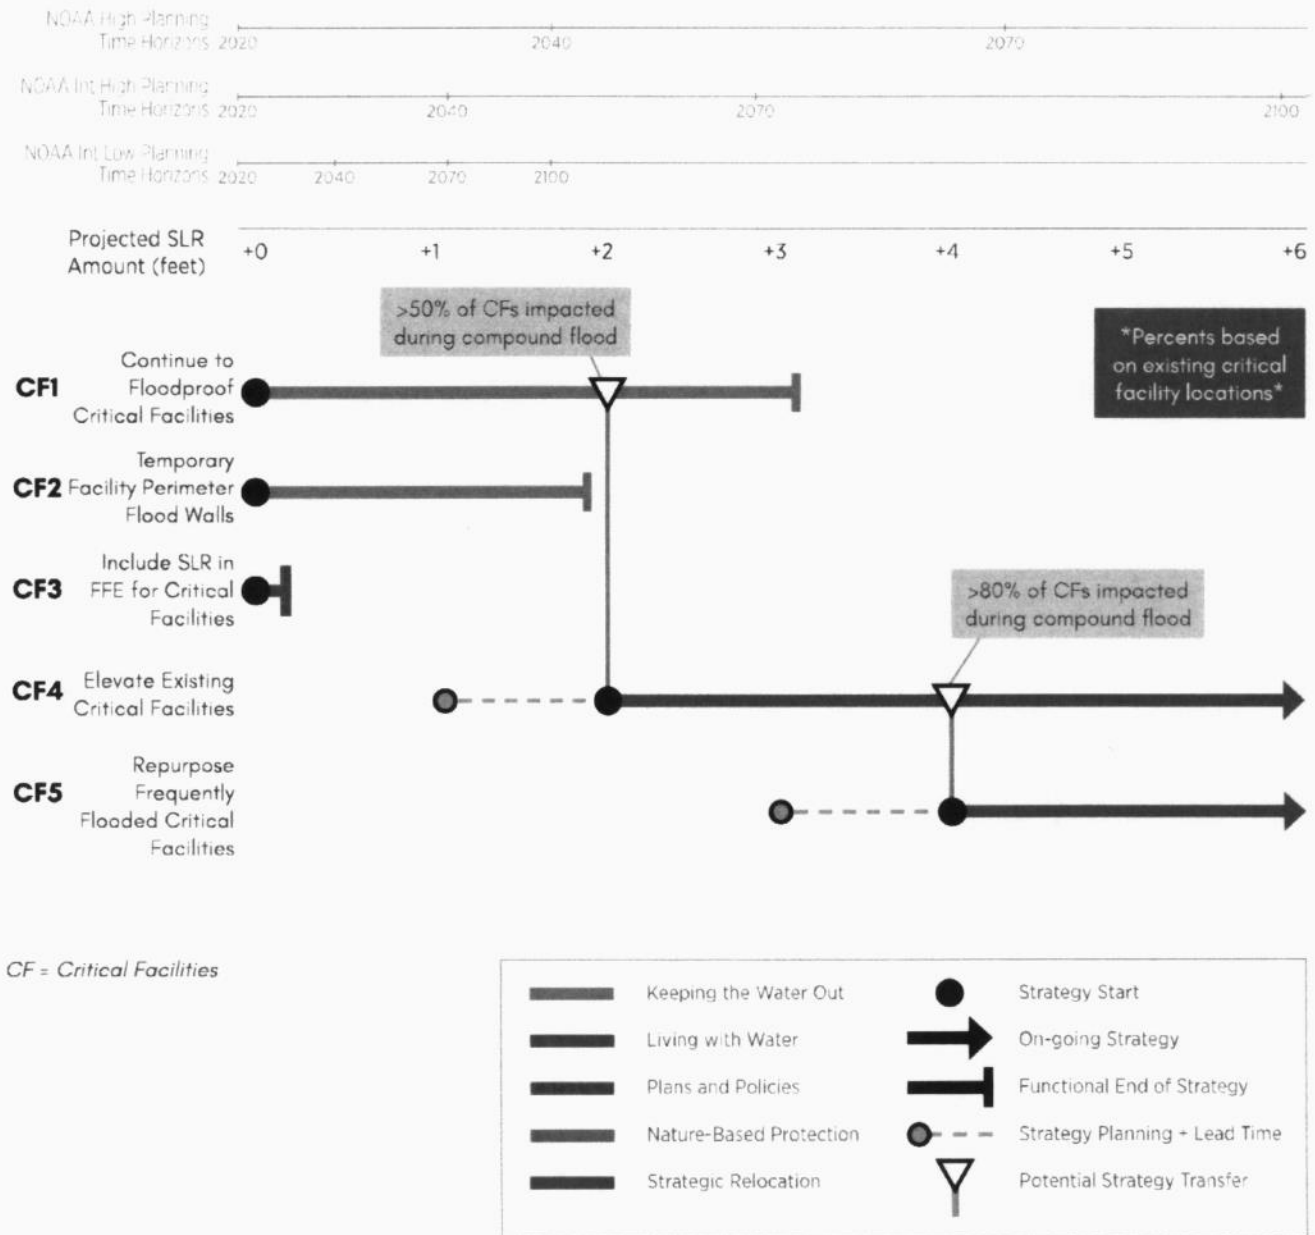 NOAA High Planning
Time Horizons 2020 2040 2070
NOAA Int High Planning
Time Horizons 2020 2040 2070 2100
NOAA Int Low Planning
Time Horizons 2020 2040 2070 2100
Projected SLR
Amount (feet) +0 +1 +2 +3 +4 +5 +6
>50% of CFs impacted
during compound flood
*Percents based
on existing critical
facility locations*
CF1 Continue to
Floodproof
Critical Facilities
CF2 Temporary
Facility Perimeter
Flood Walls
CF3 Include SLR in
FFE for Critical
Facilities
>80% of CFs impacted
during compound flood
CF4 Elevate Existing
Critical Facilities
CF5 Repurpose
Frequently
Flooded Critical
Facilities
CF = Critical Facilities
Keeping the Water Out
Living with Water
Plans and Policies
Nature-Based Protection
Strategic Relocation
Strategy Start
On-going Strategy
Functional End of Strategy
Strategy Planning + Lead Time
Potential Strategy Transfer